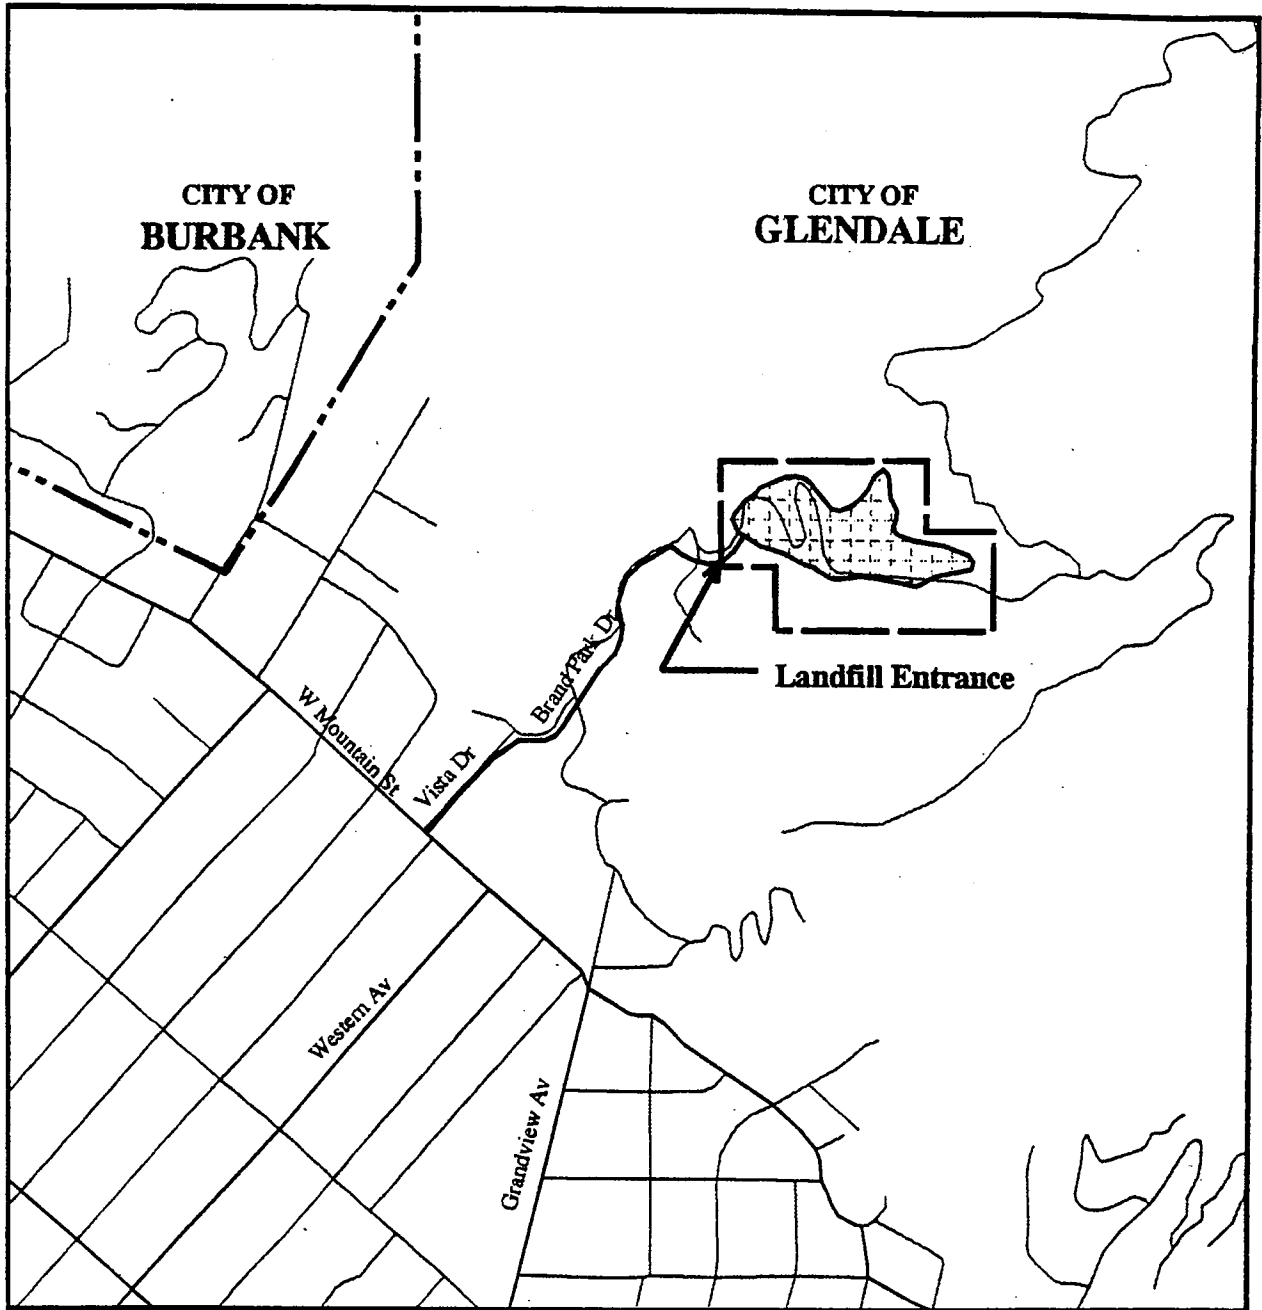 CITY OF
BURBANK
CITY OF
GLENDALE
Landfill Entrance
Brand Park Dr
W Mountain St
Vista Dr
Western Av
Grandview Av